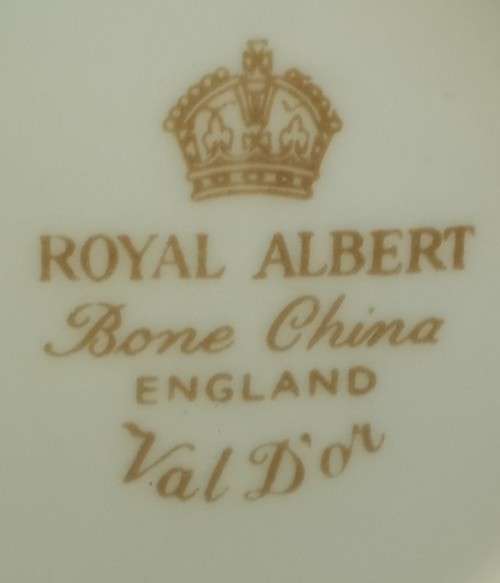 ROYAL ALBERT
Bone China
ENGLAND
Val D'or